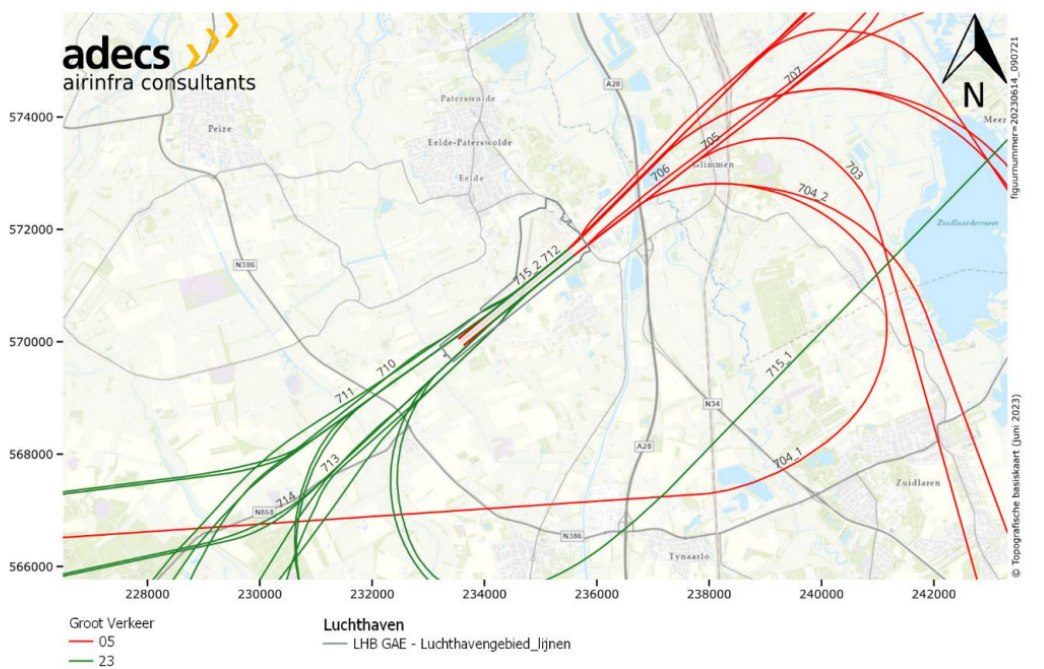 adecs
airinfra consultants
N
figuurnummer=20230614_090721
© Topografische basiskaart (juni 2023)
574000
572000
570000
568000
566000
228000
230000
232000
234000
236000
238000
240000
242000
Peize
Paterswolde
Eelde-Paterswolde
Eelde
A28
Glimmen
Meer
Zuidlaardermeer
N386
707
705
706
703
704_2
715_2 712
710
711
713
714
N868
715_1
N34
A28
704_1
N386
Zuidlaren
Tynaarlo
Groot Verkeer
05
23
Luchthaven
LHB GAE - Luchthavengebied_lijnen